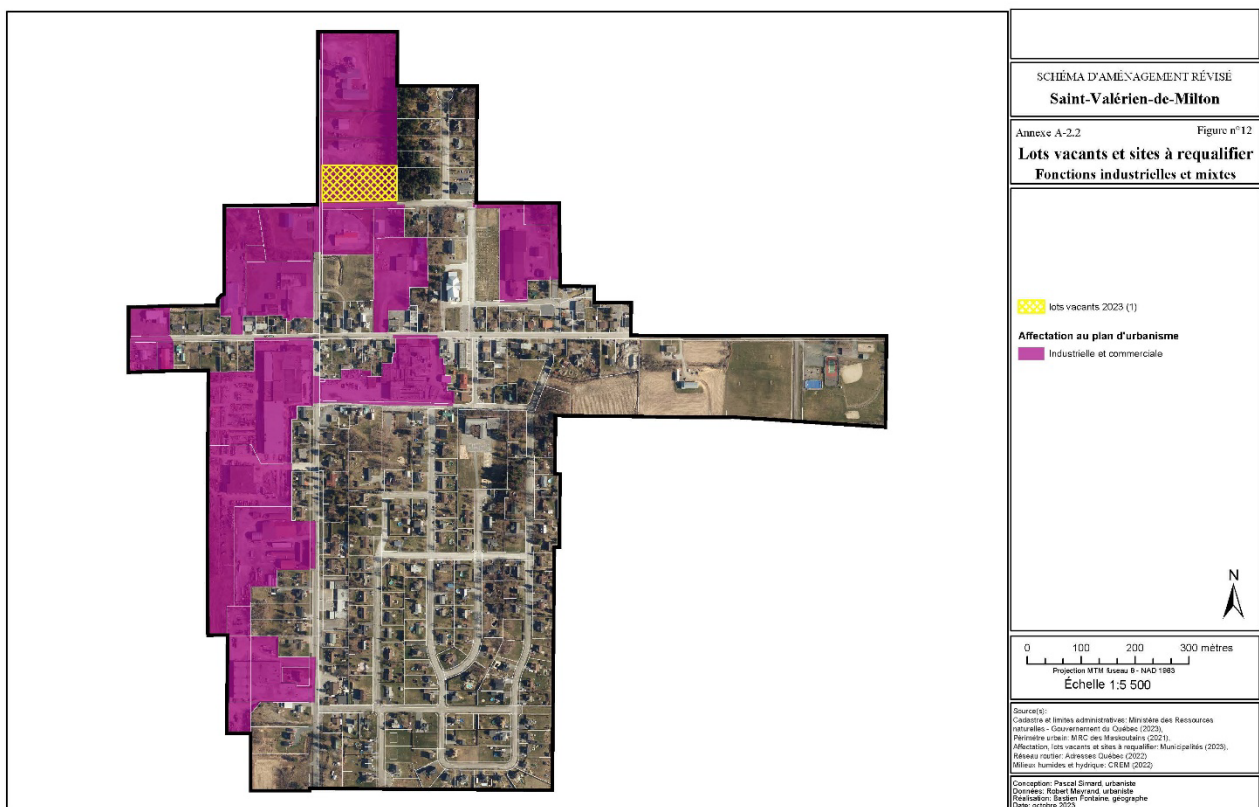 SCHÉMA D'AMÉNAGEMENT RÉVISÉ
Saint-Valérien-de-Milton
Annexe A-2.2 Figure n°12
Lots vacants et sites à requalifier
Fonctions industrielles et mixtes
lots vacants 2023 (1)
Affectation au plan d'urbanisme
Industrielle et commerciale
N
0 100 200 300 mètres
Projection MTM fuseau 8 - NAD 1983
Échelle 1:5 500
Source(s):
Cadastre et limites administratives: Ministère des Ressources
naturelles - Gouvernement du Québec (2023),
Périmètre urbain: MRC des Maskoutains (2021),
Affectation, lots vacants et sites à requalifier: Municipalités (2023),
Réseau routier: Adresses Québec (2022)
Milieux humides et hydrique: CREM (2022)
Conception: Pascal Simard, urbaniste
Données: Robert Mayrand, urbaniste
Réalisation: Bastien Fontaine, géographe
Date: octobre 2023